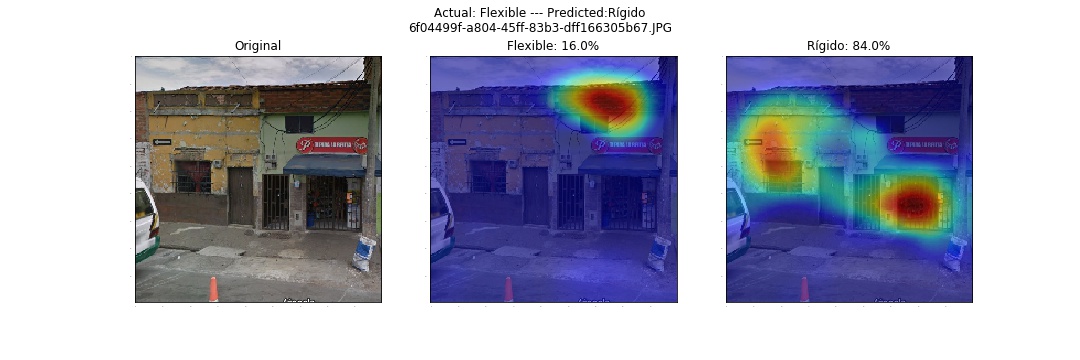 Actual: Flexible --- Predicted:Rígido
6f04499f-a804-45ff-83b3-dff166305b67.JPG
Original
Flexible: 16.0%
Rígido: 84.0%